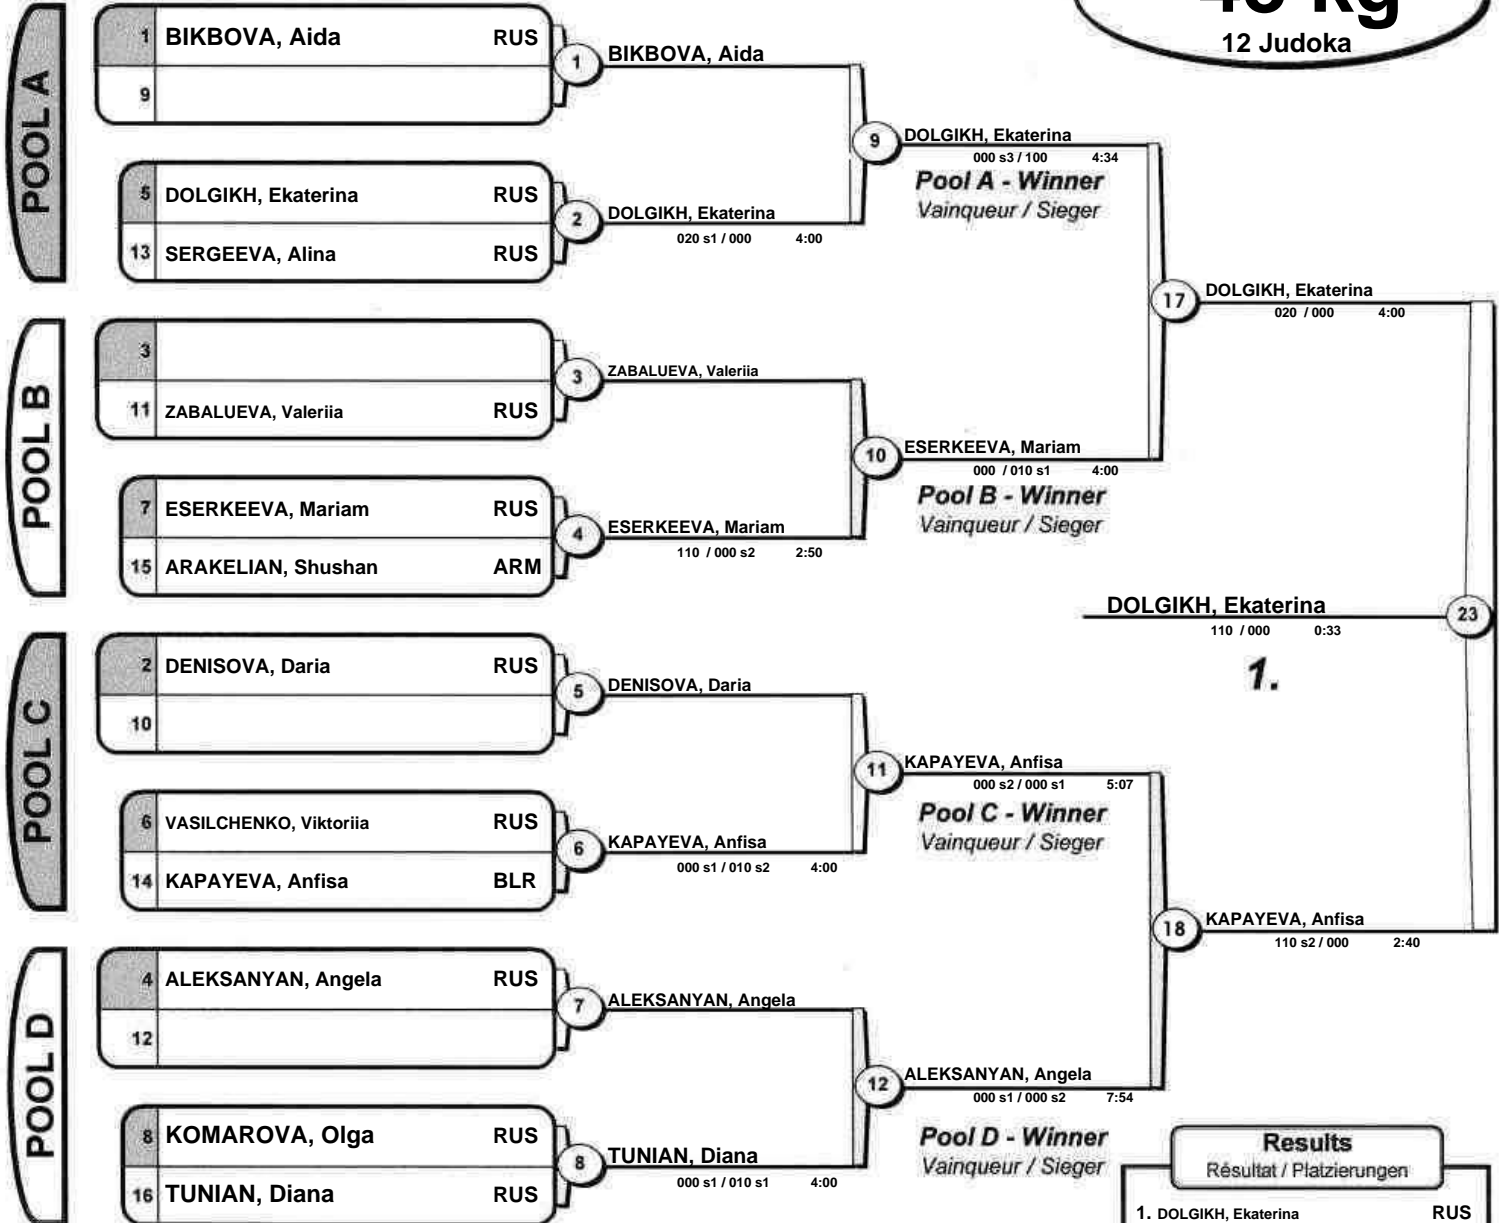 12 Judoka
POOL A
1 BIKBOVA, Aida RUS
9
5 DOLGIKH, Ekaterina RUS
13 SERGEEVA, Alina RUS
1 BIKBOVA, Aida
2 DOLGIKH, Ekaterina
020 s1 / 000 4:00
9 DOLGIKH, Ekaterina
000 s3 / 100 4:34
Pool A - Winner
Vainqueur / Sieger
POOL B
3
11 ZABALUEVA, Valeriia RUS
7 ESERKEEVA, Mariam RUS
15 ARAKELIAN, Shushan ARM
3 ZABALUEVA, Valeriia
4 ESERKEEVA, Mariam
110 / 000 s2 2:50
10 ESERKEEVA, Mariam
000 / 010 s1 4:00
Pool B - Winner
Vainqueur / Sieger
17 DOLGIKH, Ekaterina
020 / 000 4:00
DOLGIKH, Ekaterina 23
110 / 000 0:33
1.
POOL C
2 DENISOVA, Daria RUS
10
6 VASILCHENKO, Viktoriia RUS
14 KAPAYEVA, Anfisa BLR
5 DENISOVA, Daria
6 KAPAYEVA, Anfisa
000 s1 / 010 s2 4:00
11 KAPAYEVA, Anfisa
000 s2 / 000 s1 5:07
Pool C - Winner
Vainqueur / Sieger
POOL D
4 ALEKSANYAN, Angela RUS
12
8 KOMAROVA, Olga RUS
16 TUNIAN, Diana RUS
7 ALEKSANYAN, Angela
8 TUNIAN, Diana
000 s1 / 010 s1 4:00
12 ALEKSANYAN, Angela
000 s1 / 000 s2 7:54
Pool D - Winner
Vainqueur / Sieger
18 KAPAYEVA, Anfisa
110 s2 / 000 2:40
Results
Résultat / Platzierungen
1. DOLGIKH, Ekaterina RUS